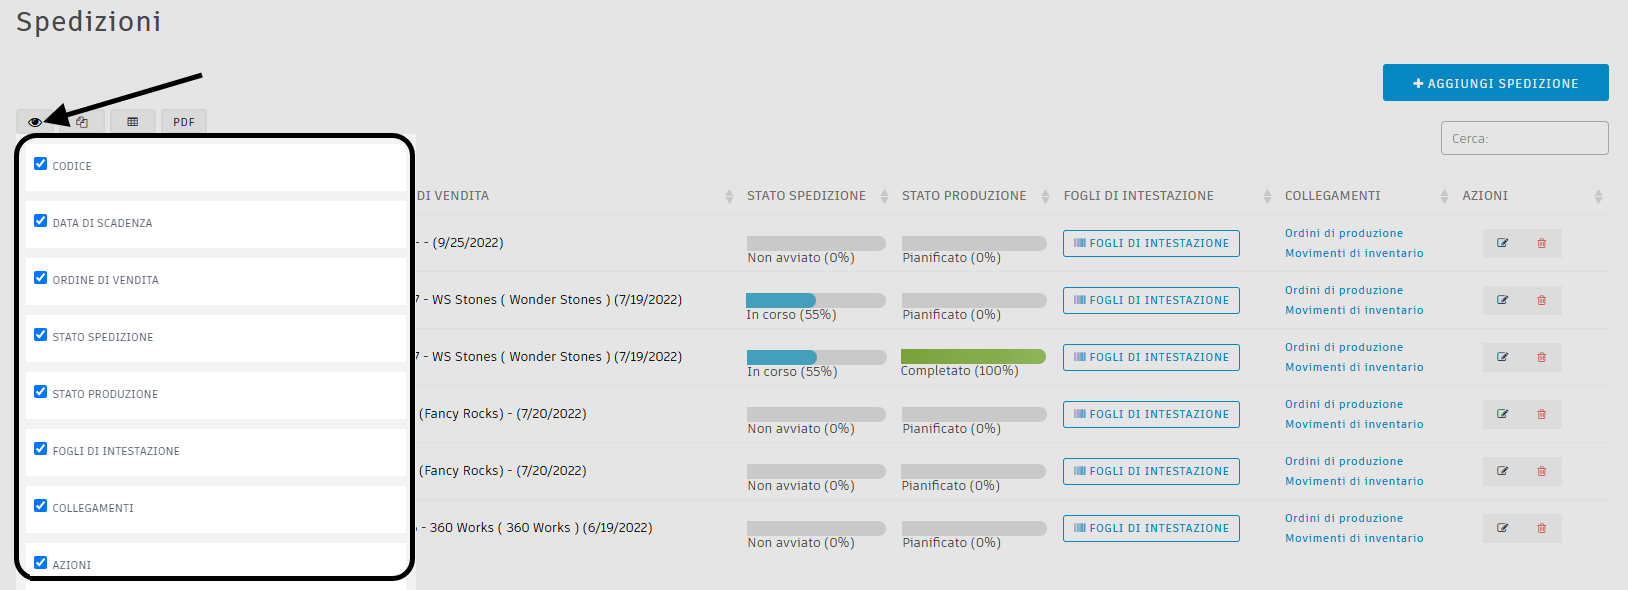 Spedizioni
+ AGGIUNGI SPEDIZIONE
PDF
Cerca:
CODICE
DATA DI SCADENZA
ORDINE DI VENDITA
STATO SPEDIZIONE
STATO PRODUZIONE
FOGLI DI INTESTAZIONE
COLLEGAMENTI
AZIONI
DI VENDITA STATO SPEDIZIONE STATO PRODUZIONE FOGLI DI INTESTAZIONE COLLEGAMENTI AZIONI
- - (9/25/2022) Non avviato (0%) Pianificato (0%) FOGLI DI INTESTAZIONE Ordini di produzione
Movimenti di inventario
7 - WS Stones ( Wonder Stones ) (7/19/2022) In corso (55%) Pianificato (0%) FOGLI DI INTESTAZIONE Ordini di produzione
Movimenti di inventario
7 - WS Stones ( Wonder Stones ) (7/19/2022) In corso (55%) Completato (100%) FOGLI DI INTESTAZIONE Ordini di produzione
Movimenti di inventario
(Fancy Rocks) - (7/20/2022) Non avviato (0%) Pianificato (0%) FOGLI DI INTESTAZIONE Ordini di produzione
Movimenti di inventario
(Fancy Rocks) - (7/20/2022) Non avviato (0%) Pianificato (0%) FOGLI DI INTESTAZIONE Ordini di produzione
Movimenti di inventario
- 360 Works ( 360 Works ) (6/19/2022) Non avviato (0%) Pianificato (0%) FOGLI DI INTESTAZIONE Ordini di produzione
Movimenti di inventario